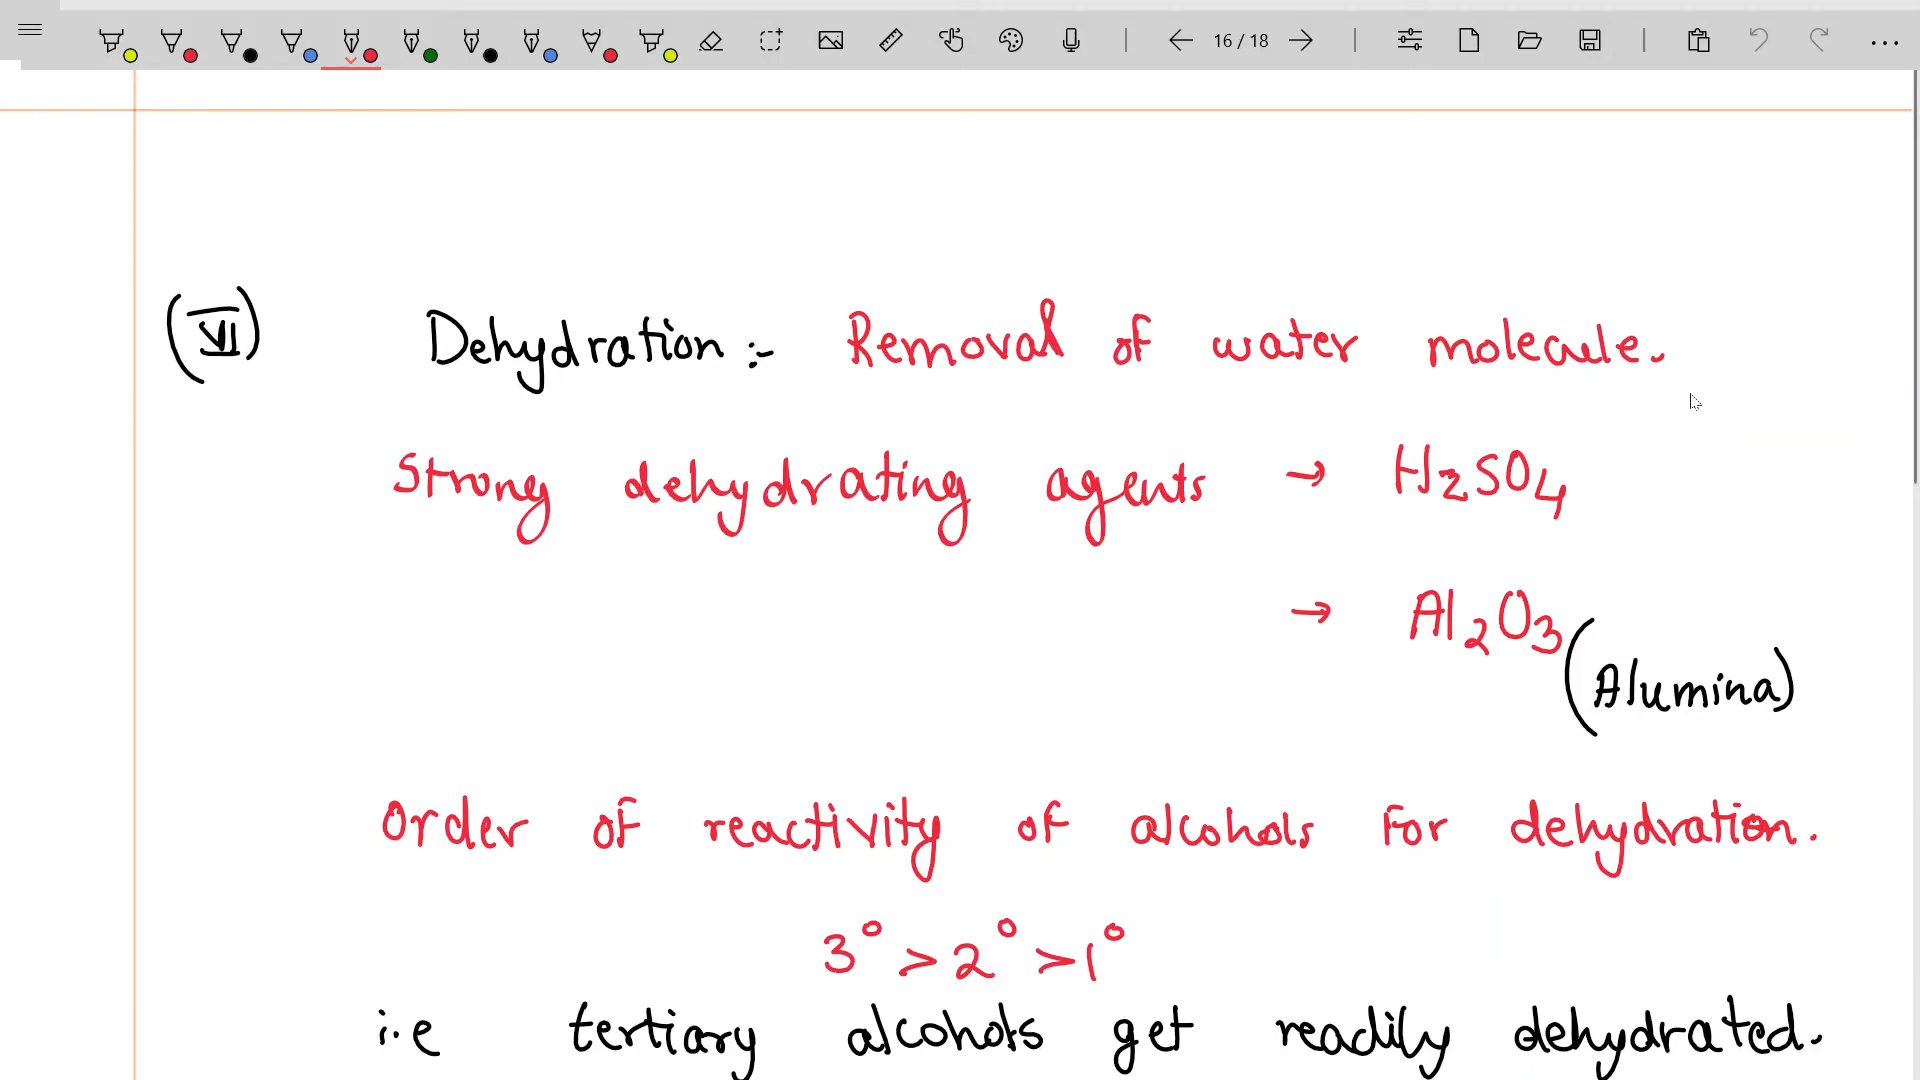 16 / 18
(VI) Dehydration :- Removal of water molecule.
Strong dehydrating agents → H₂SO₄
→ Al₂O₃ (Alumina)
Order of reactivity of alcohols for dehydration.
3° > 2° > 1°
i.e tertiary alcohols get readily dehydrated.